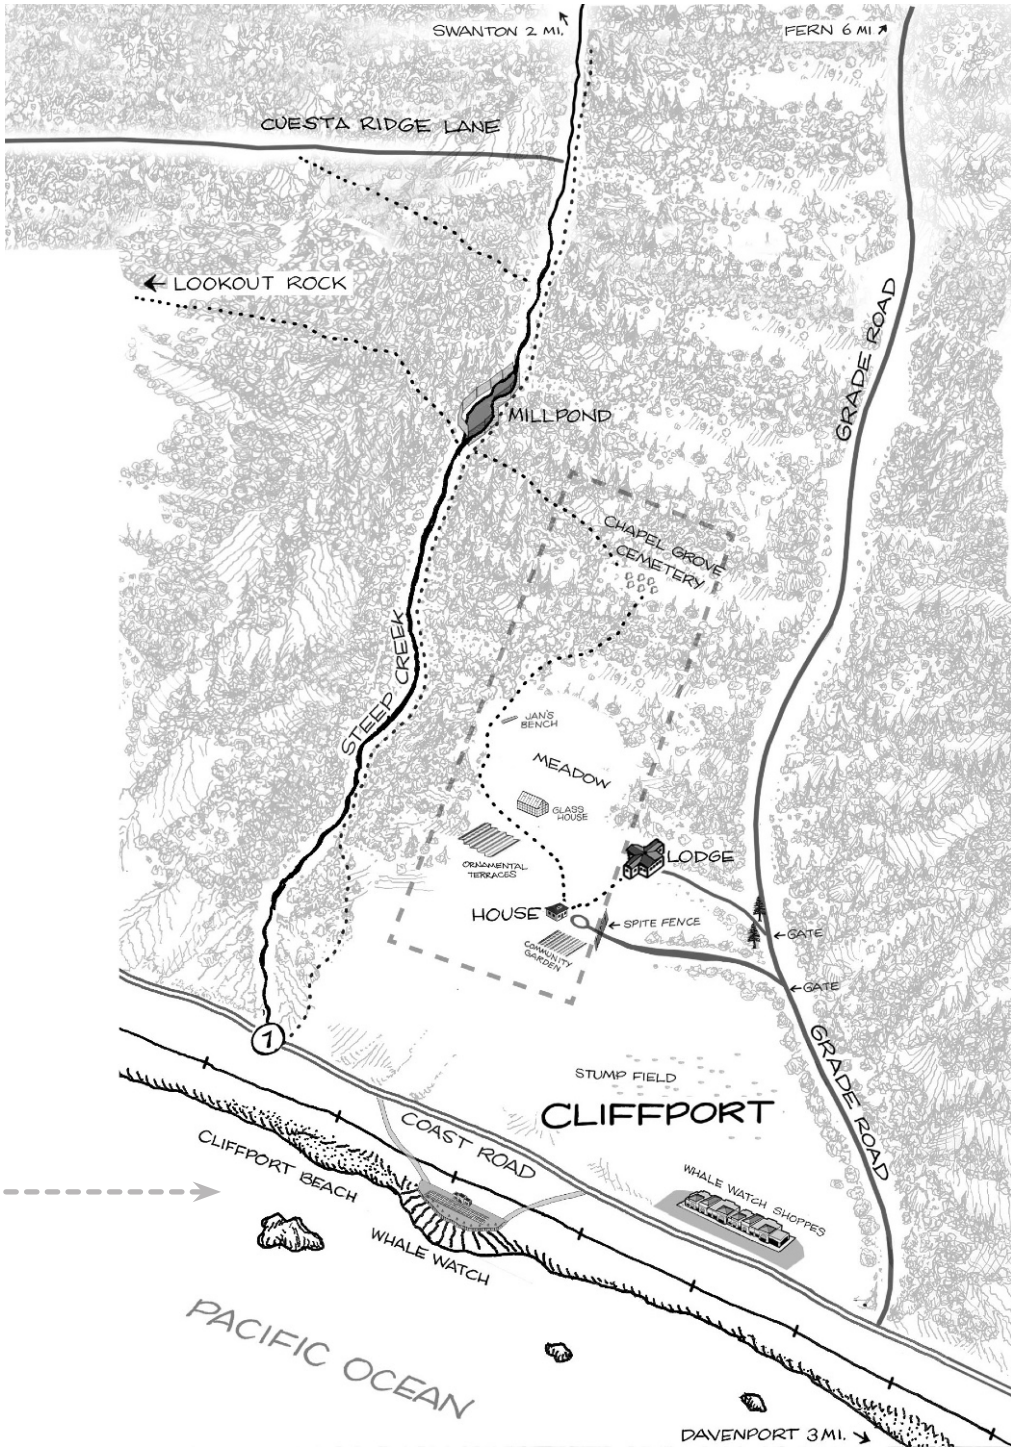 SWANTON 2 MI.
FERN 6 MI
CUESTA RIDGE LANE
LOOKOUT ROCK
GRADE ROAD
MILLPOND
CHAPEL GROVE
CEMETERY
STEEP CREEK
JAN'S
BENCH
MEADOW
GLASS
HOUSE
ORNAMENTAL
TERRACES
LODGE
HOUSE
SPITE FENCE
GATE
COMMUNITY
GARDEN
GATE
1
GRADE ROAD
STUMP FIELD
CLIFFPORT
COAST ROAD
CLIFFPORT BEACH
WHALE WATCH SHOPPES
WHALE WATCH
PACIFIC OCEAN
DAVENPORT 3 MI.